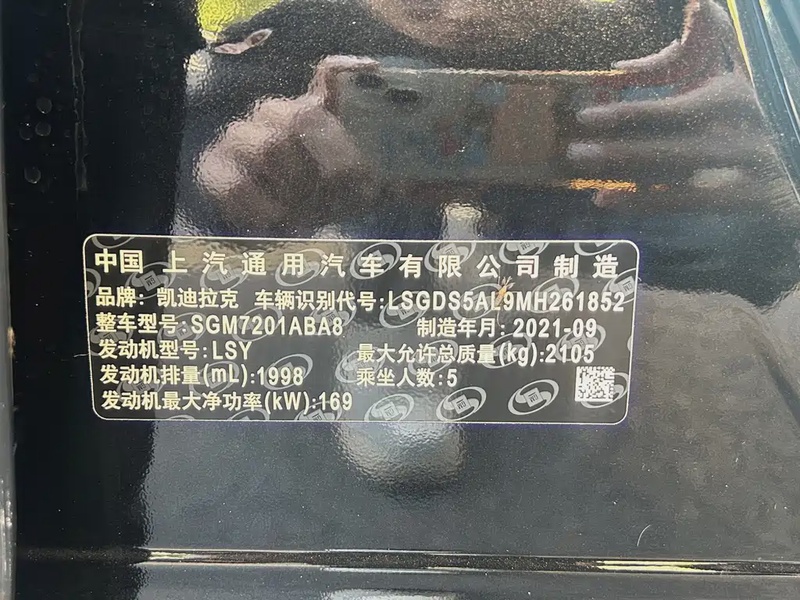 中国 上汽通用汽车有限公司制造
品牌: 凯迪拉克 车辆识别代号:LSGDS5AL9MH261852
整车型号:SGM7201ABA8 制造年月: 2021-09
发动机型号:LSY 最大允许总质量(kg):2105
发动机排量(mL):1998 乘坐人数:5
发动机最大净功率(kW):169